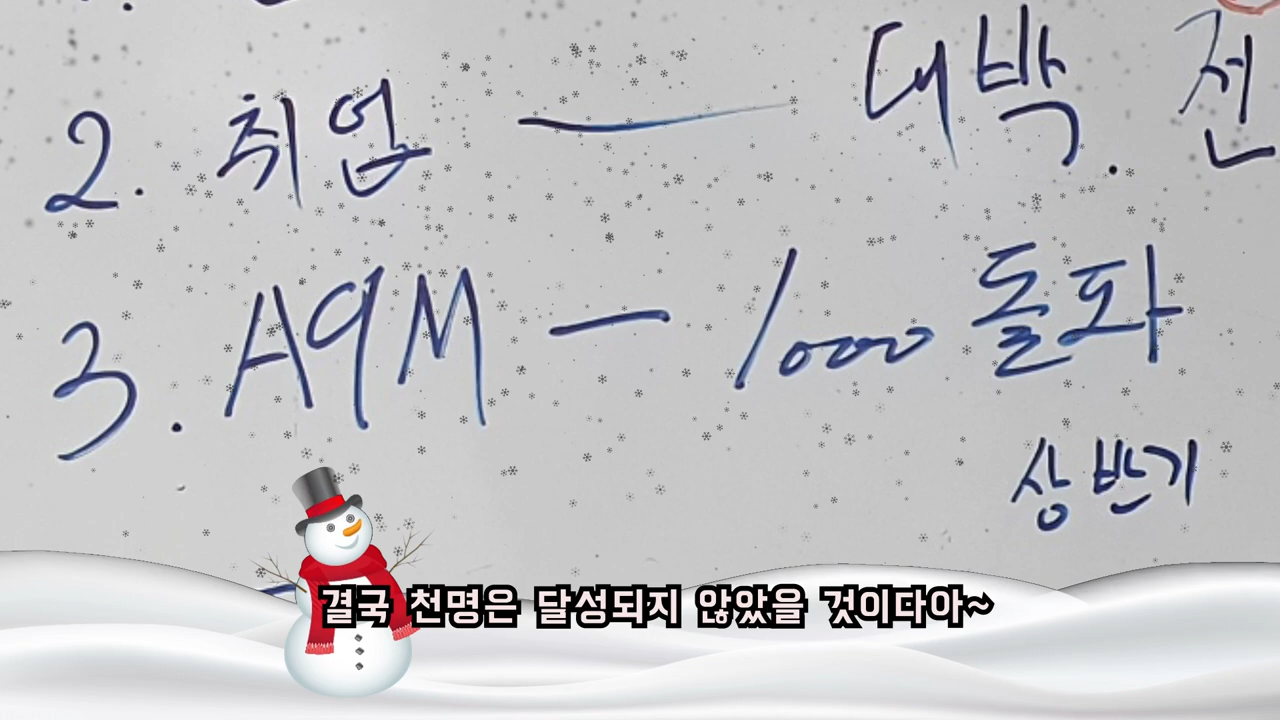 2. 취업 — 대박. 전
3. A9M — 1000 돌파
상반기
결국 천명은 달성되지 않았을 것이다아~